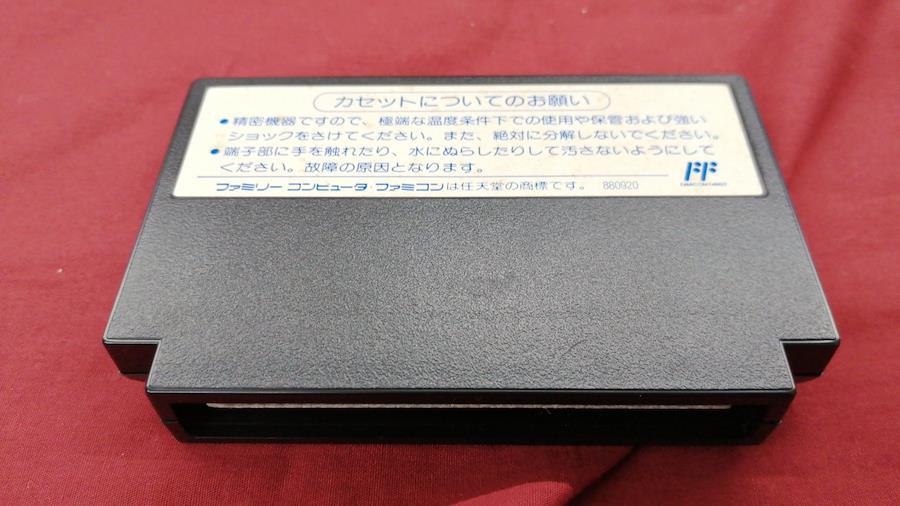 カセットについてのお願い
●精密機器ですので、極端な温度条件下での使用や保管および強い
ショックをさけてください。また、絶対に分解しないでください。
●端子部に手を触れたり、水にぬらしたりして汚さないようにして
ください。故障の原因となります。
ファミリー コンピュータ・ファミコンは任天堂の商標です。 880920
FF